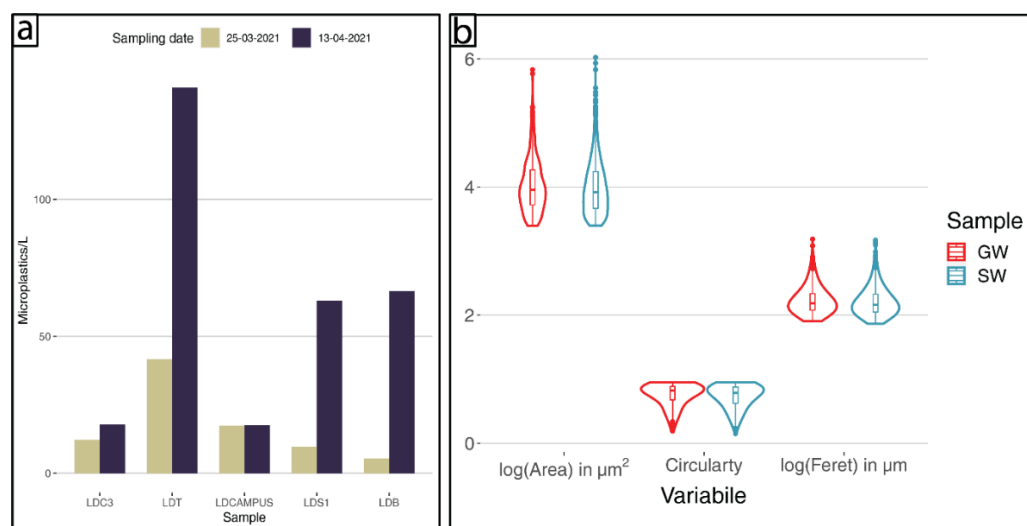 a
Sampling date 25-03-2021 13-04-2021
Microplastics/L
100
50
0
LDC3 LDT LDCAMPUS LDS1 LDB
Sample
b
6
4
2
0
log(Area) in µm²
Circularty
log(Feret) in µm
Variabile
Sample
GW
SW